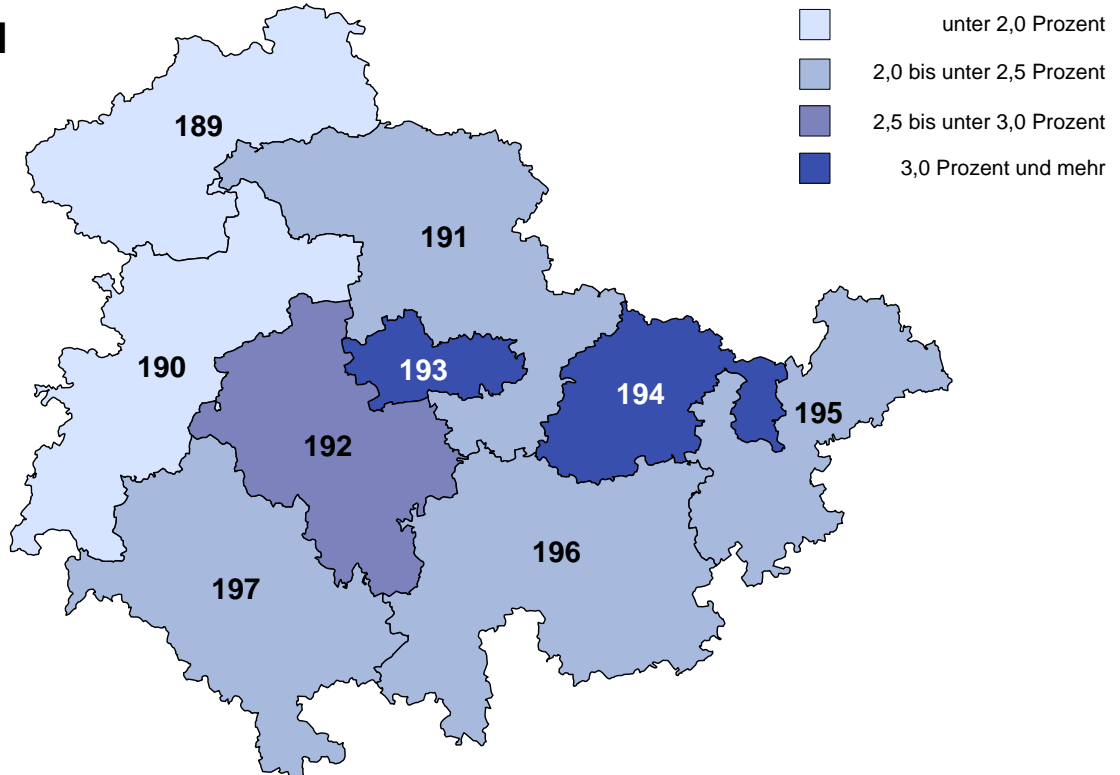 unter 2,0 Prozent
2,0 bis unter 2,5 Prozent
2,5 bis unter 3,0 Prozent
3,0 Prozent und mehr
189
191
190
193
194
195
192
196
197